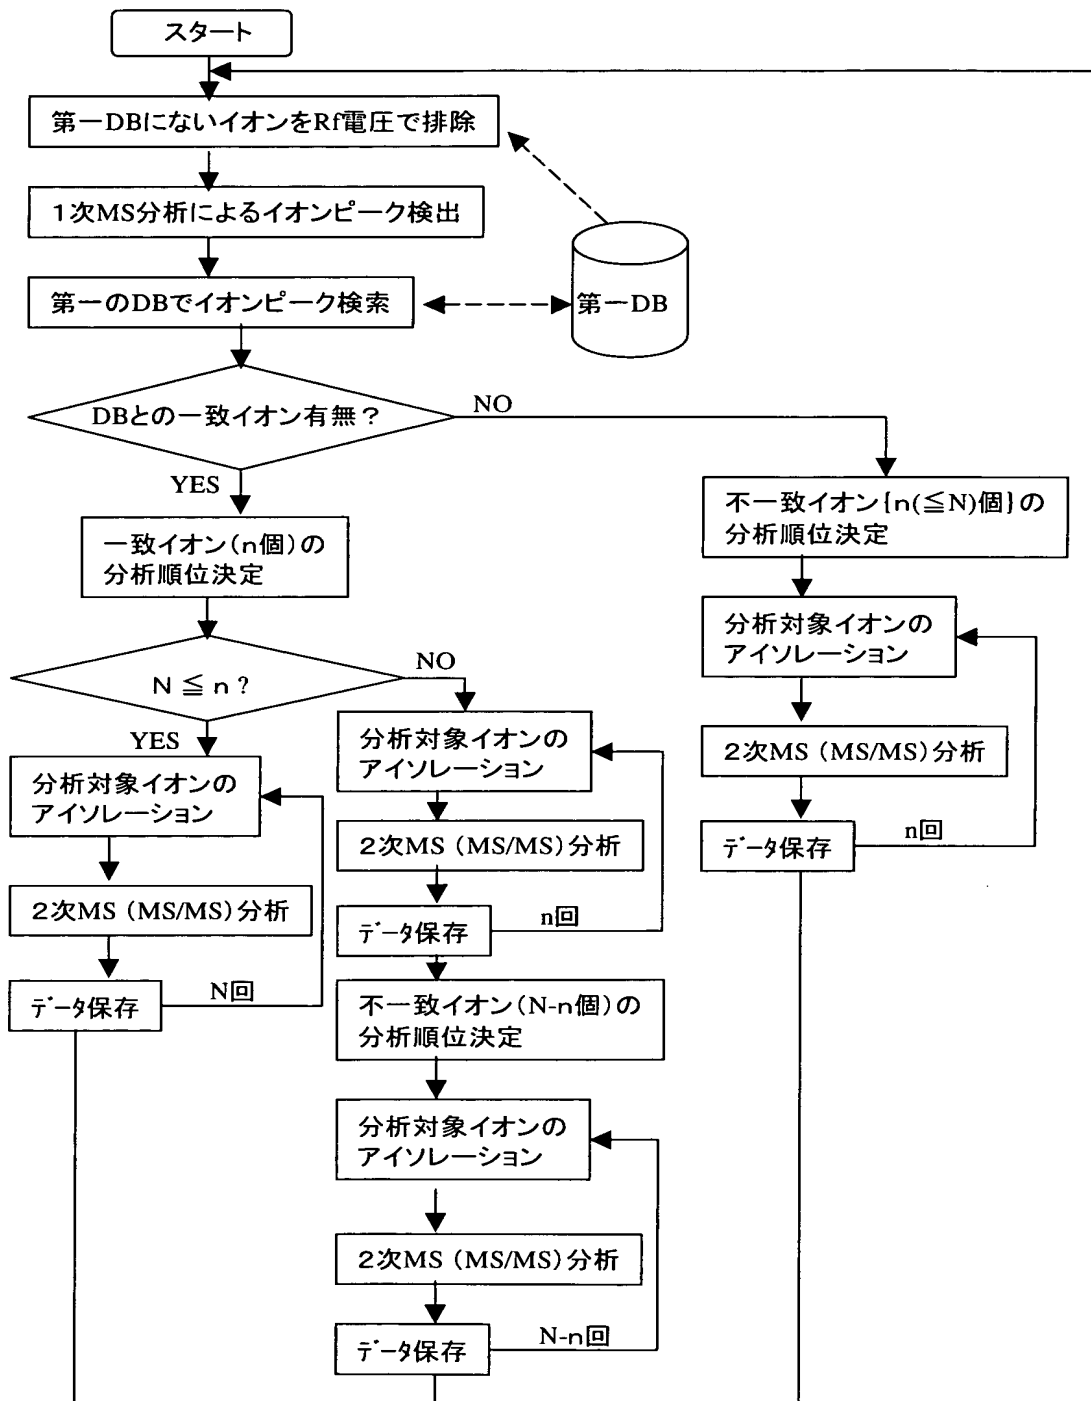 スタート
第一DBにないイオンをRf電圧で排除
1次MS分析によるイオンピーク検出
第一のDBでイオンピーク検索
第一DB
DBとの一致イオン有無？
NO
YES
不一致イオン{n(≦N)個}の
分析順位決定
一致イオン(n個)の
分析順位決定
分析対象イオンの
アイソレーション
N ≦ n ?
NO
YES
2次MS (MS/MS)分析
分析対象イオンの
アイソレーション
分析対象イオンの
アイソレーション
データ保存
n回
2次MS (MS/MS)分析
2次MS (MS/MS)分析
データ保存
n回
データ保存
N回
不一致イオン(N-n個)の
分析順位決定
分析対象イオンの
アイソレーション
2次MS (MS/MS)分析
データ保存
N-n回